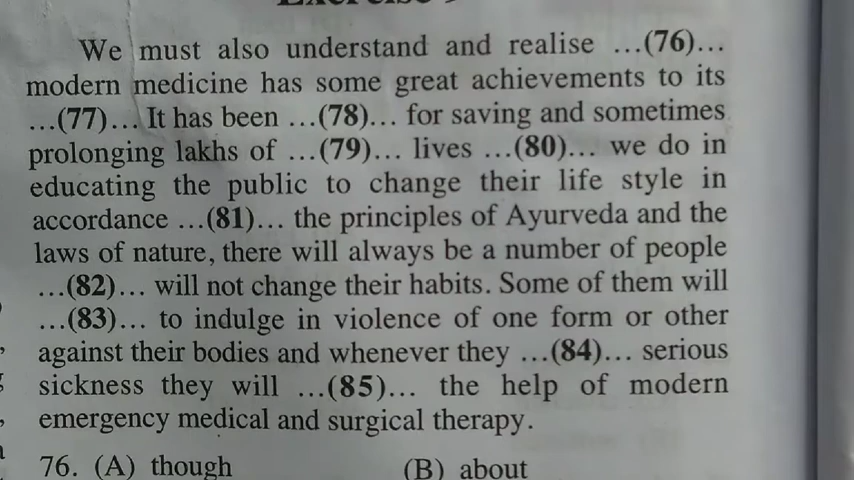 We must also understand and realise ...(76)...
modern medicine has some great achievements to its
...(77)... It has been ...(78)... for saving and sometimes
prolonging lakhs of ...(79)... lives ...(80)... we do in
educating the public to change their life style in
accordance ...(81)... the principles of Ayurveda and the
laws of nature, there will always be a number of people
...(82)... will not change their habits. Some of them will
...(83)... to indulge in violence of one form or other
against their bodies and whenever they ...(84)... serious
sickness they will ...(85)... the help of modern
emergency medical and surgical therapy.
76. (A) though (B) about